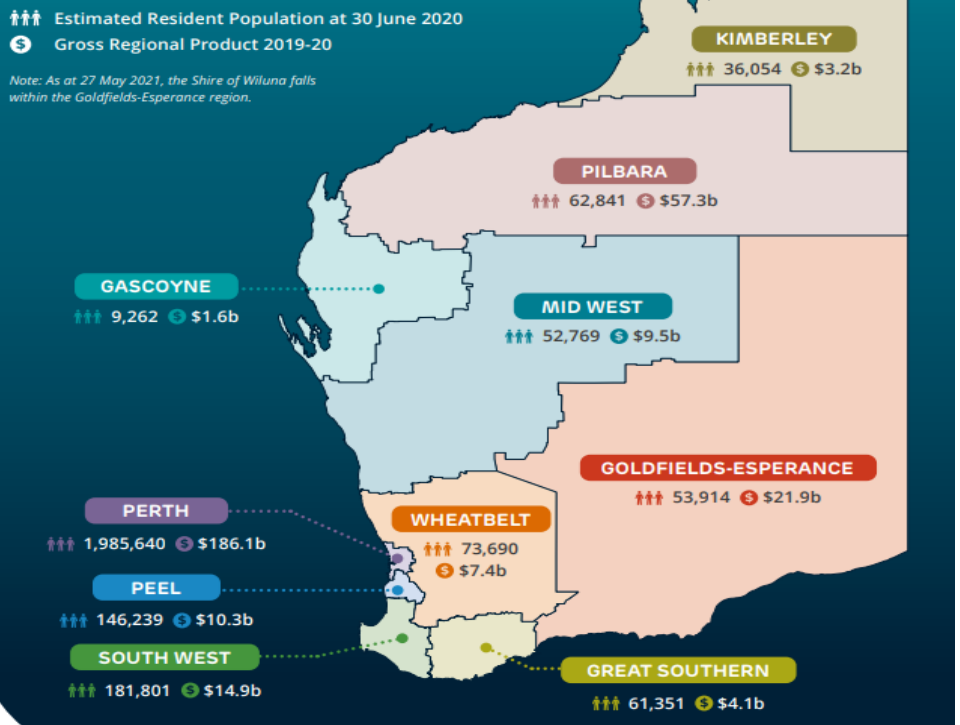 Estimated Resident Population at 30 June 2020
$ Gross Regional Product 2019-20
Note: As at 27 May 2021, the Shire of Wiluna falls
within the Goldfields-Esperance region.
KIMBERLEY
36,054 $ $3.2b
PILBARA
62,841 $ $57.3b
GASCOYNE
9,262 $ $1.6b
MID WEST
52,769 $ $9.5b
GOLDFIELDS-ESPERANCE
53,914 $ $21.9b
PERTH
1,985,640 $ $186.1b
WHEATBELT
73,690
$ $7.4b
PEEL
146,239 $ $10.3b
SOUTH WEST
181,801 $ $14.9b
GREAT SOUTHERN
61,351 $ $4.1b